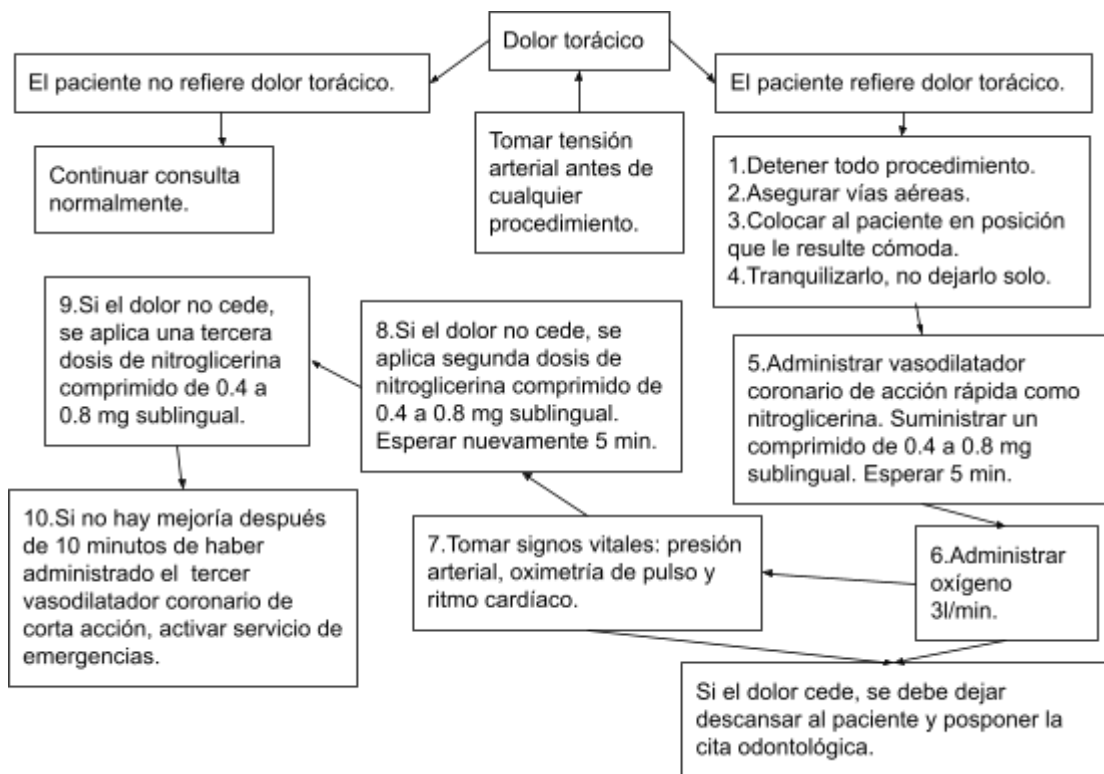 Dolor torácico
El paciente no refiere dolor torácico.
El paciente refiere dolor torácico.
Tomar tensión
arterial antes de
cualquier
procedimiento.
Continuar consulta
normalmente.
1.Detener todo procedimiento.
2.Asegurar vías aéreas.
3.Colocar al paciente en posición
que le resulte cómoda.
4.Tranquilizarlo, no dejarlo solo.
5.Administrar vasodilatador
coronario de acción rápida como
nitroglicerina. Suministrar un
comprimido de 0.4 a 0.8 mg
sublingual. Esperar 5 min.
6.Administrar
oxígeno
3l/min.
7.Tomar signos vitales: presión
arterial, oximetría de pulso y
ritmo cardíaco.
8.Si el dolor no cede, se
aplica segunda dosis de
nitroglicerina comprimido de
0.4 a 0.8 mg sublingual.
Esperar nuevamente 5 min.
9.Si el dolor no cede,
se aplica una tercera
dosis de nitroglicerina
comprimido de 0.4 a
0.8 mg sublingual.
10.Si no hay mejoría después
de 10 minutos de haber
administrado el tercer
vasodilatador coronario de
corta acción, activar servicio de
emergencias.
Si el dolor cede, se debe dejar
descansar al paciente y posponer la
cita odontológica.